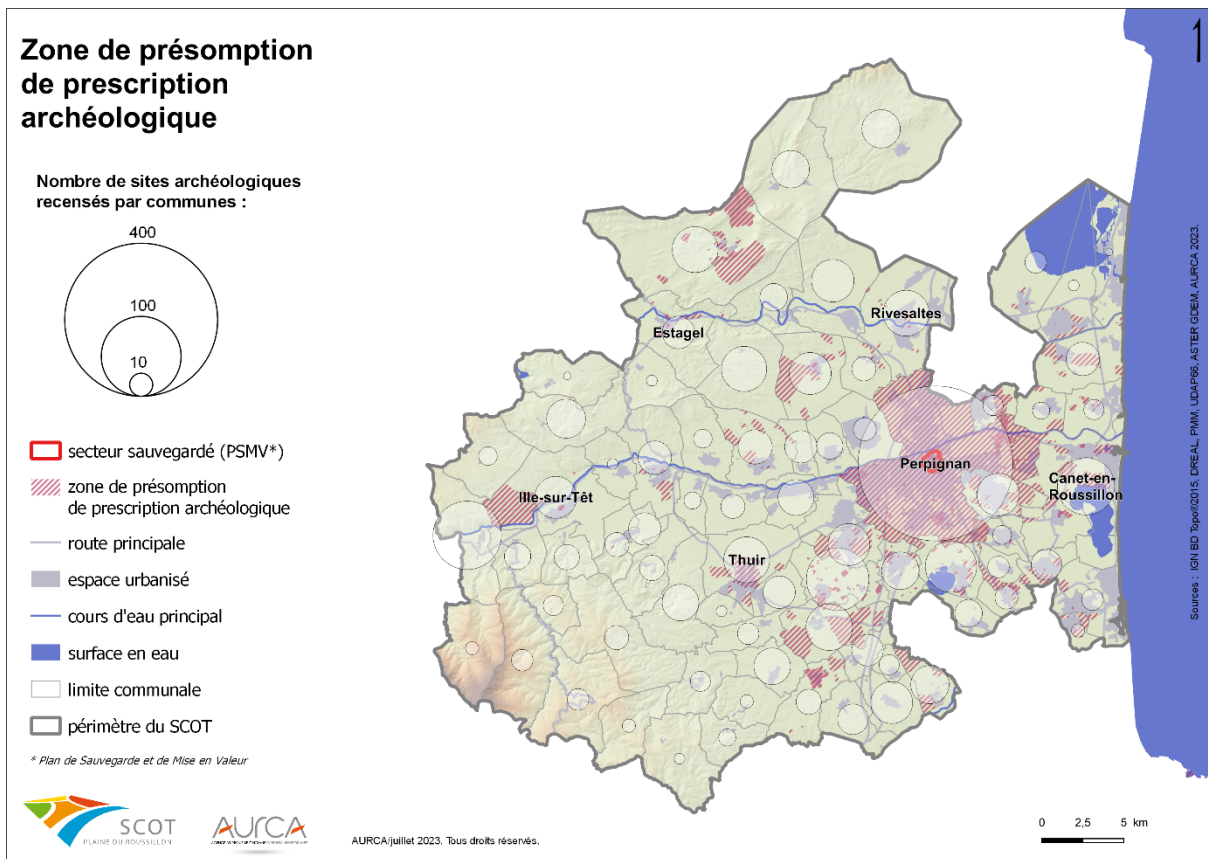 Zone de présomption
de prescription
archéologique
Nombre de sites archéologiques
recensés par communes :
400
100
10
secteur sauvegardé (PSMV*)
zone de présomption
de prescription archéologique
route principale
espace urbanisé
cours d'eau principal
surface en eau
limite communale
périmètre du SCOT
* Plan de Sauvegarde et de Mise en Valeur
SCOT
PLAINE DU ROUSSILLON
AURCA
AURCA/juillet 2023. Tous droits réservés.
Estagel
Rivesaltes
Perpignan
Canet-en-
Roussillon
Ille-sur-Têt
Thuir
0 2,5 5 km
Sources : IGN BD Topo®2015, DREAL, PMM, UDAP66, ASTER GDEM, AURCA 2023.